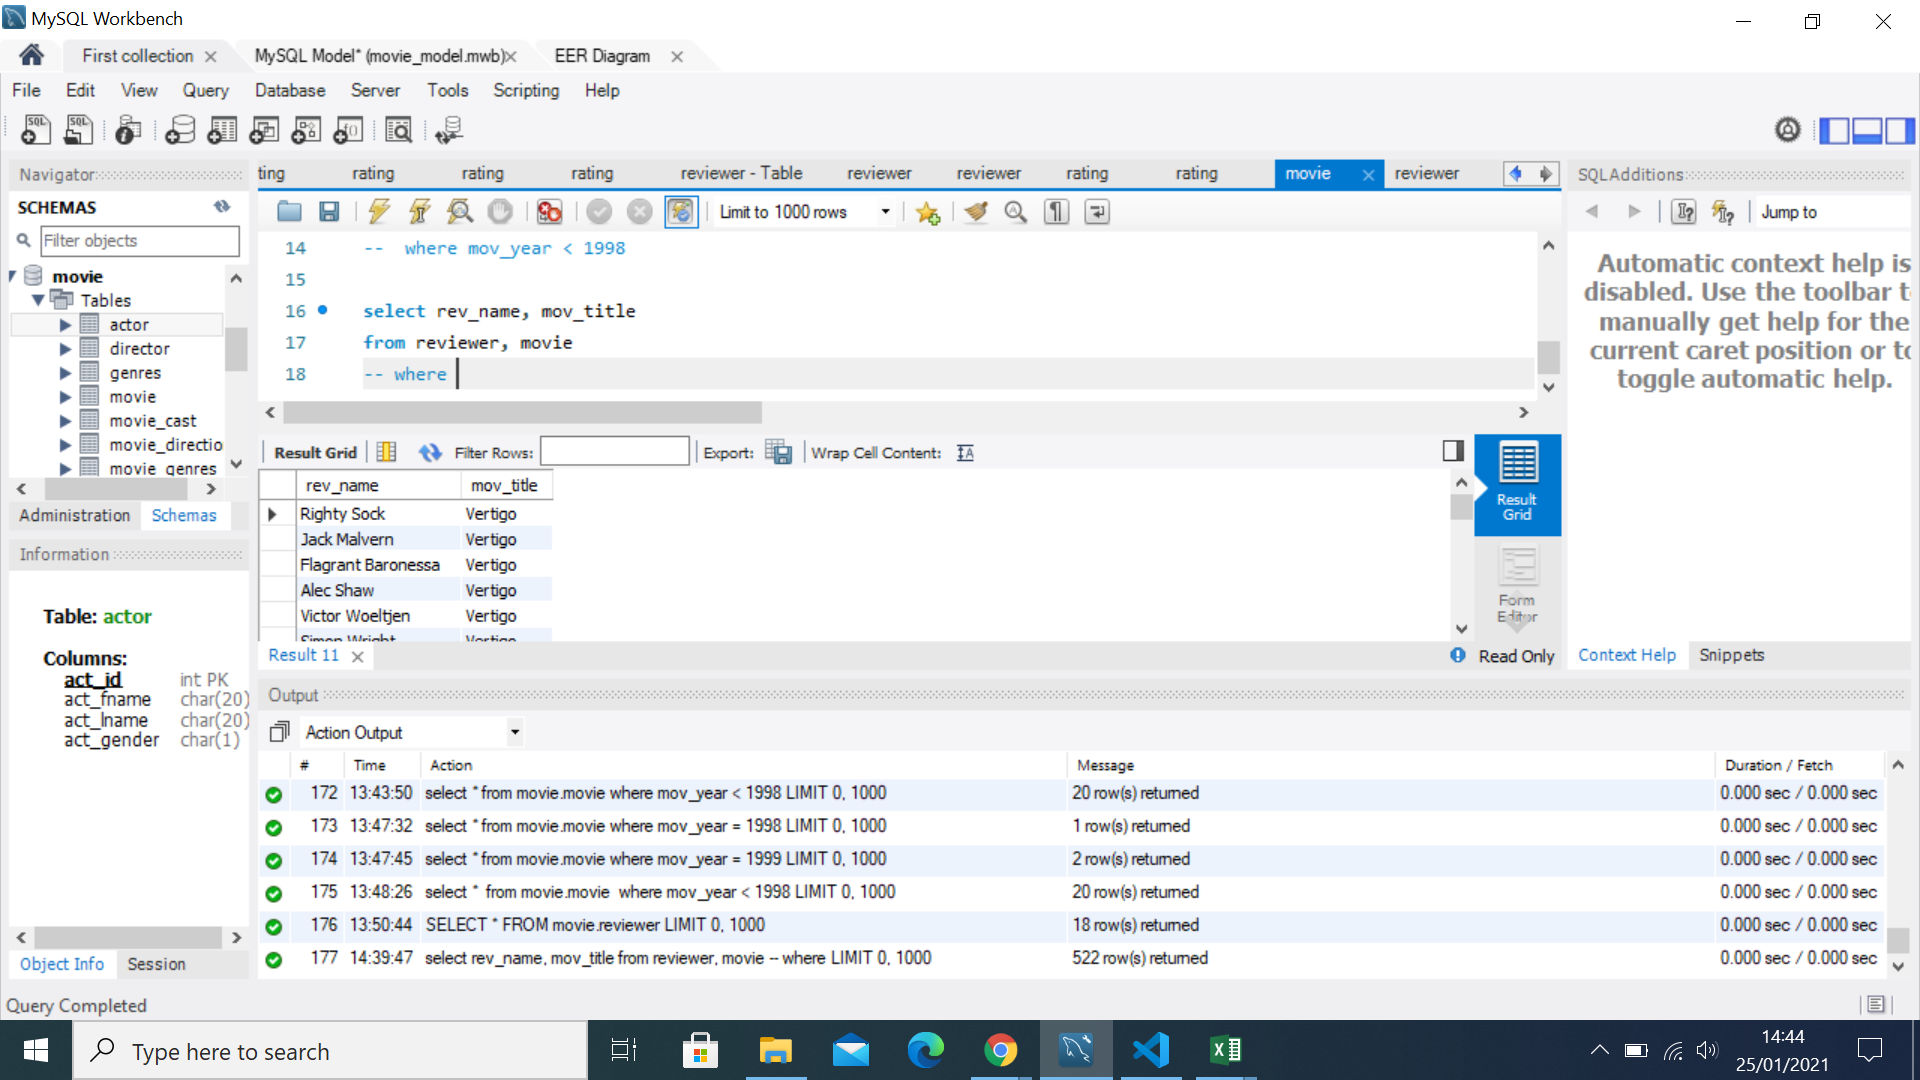 MySQL Workbench
First collection
MySQL Model* (movie_model.mwb)
EER Diagram
File Edit View Query Database Server Tools Scripting Help
Navigator
SCHEMAS
Filter objects
movie
Tables
actor
director
genres
movie
movie_cast
movie_directio
movie_genres
Administration Schemas
Information
Table: actor
Columns:
act_id int PK
act_fname char(20)
act_lname char(20)
act_gender char(1)
Object Info Session
ting rating rating rating reviewer - Table reviewer reviewer rating rating movie reviewer
Limit to 1000 rows
14 -- where mov_year < 1998
15
16 select rev_name, mov_title
17 from reviewer, movie
18 -- where
Result Grid Filter Rows: Export: Wrap Cell Content:
rev_name mov_title
Righty Sock Vertigo
Jack Malvern Vertigo
Flagrant Baronessa Vertigo
Alec Shaw Vertigo
Victor Woeltjen Vertigo
Simon Wright Vertigo
Result Grid
Form Editor
Result 11
Read Only
SQLAdditions
Jump to
Automatic context help is
disabled. Use the toolbar t
manually get help for the
current caret position or to
toggle automatic help.
Context Help Snippets
Output
Action Output
# Time Action Message Duration / Fetch
172 13:43:50 select * from movie.movie where mov_year < 1998 LIMIT 0, 1000 20 row(s) returned 0.000 sec / 0.000 sec
173 13:47:32 select * from movie.movie where mov_year = 1998 LIMIT 0, 1000 1 row(s) returned 0.000 sec / 0.000 sec
174 13:47:45 select * from movie.movie where mov_year = 1999 LIMIT 0, 1000 2 row(s) returned 0.000 sec / 0.000 sec
175 13:48:26 select * from movie.movie where mov_year < 1998 LIMIT 0, 1000 20 row(s) returned 0.000 sec / 0.000 sec
176 13:50:44 SELECT * FROM movie.reviewer LIMIT 0, 1000 18 row(s) returned 0.000 sec / 0.000 sec
177 14:39:47 select rev_name, mov_title from reviewer, movie -- where LIMIT 0, 1000 522 row(s) returned 0.000 sec / 0.000 sec
Query Completed
Type here to search
14:44
25/01/2021